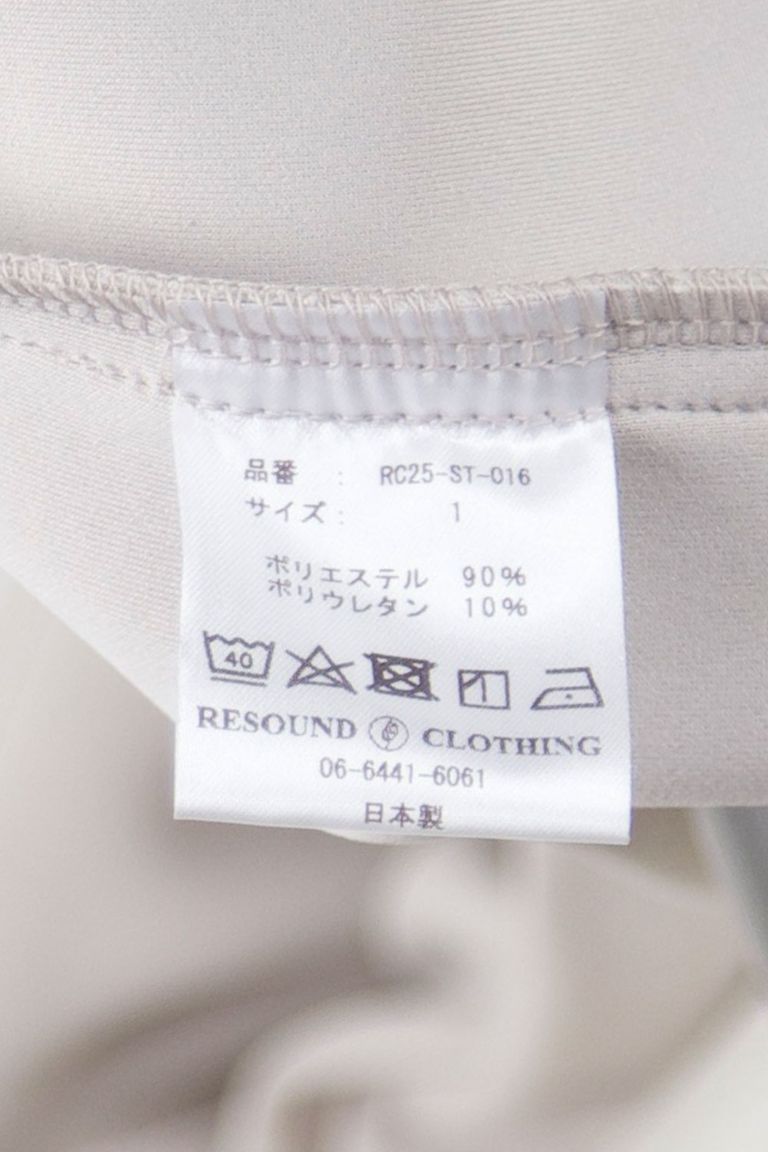 品番 : RC25-ST-016
サイズ : 1
ポリエステル 90%
ポリウレタン 10%
40
RESOUND CLOTHING
06-6441-6061
日本製